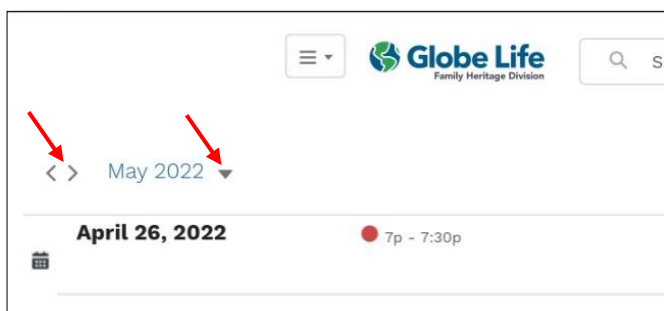 Globe Life
Family Heritage Division
S
May 2022
April 26, 2022
7p - 7:30p